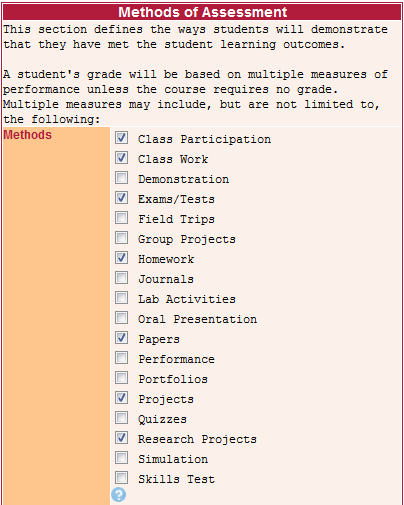 Methods of Assessment
This section defines the ways students will demonstrate
that they have met the student learning outcomes.
A student's grade will be based on multiple measures of
performance unless the course requires no grade.
Multiple measures may include, but are not limited to,
the following:
Methods
Class Participation
Class Work
Demonstration
Exams/Tests
Field Trips
Group Projects
Homework
Journals
Lab Activities
Oral Presentation
Papers
Performance
Portfolios
Projects
Quizzes
Research Projects
Simulation
Skills Test
?